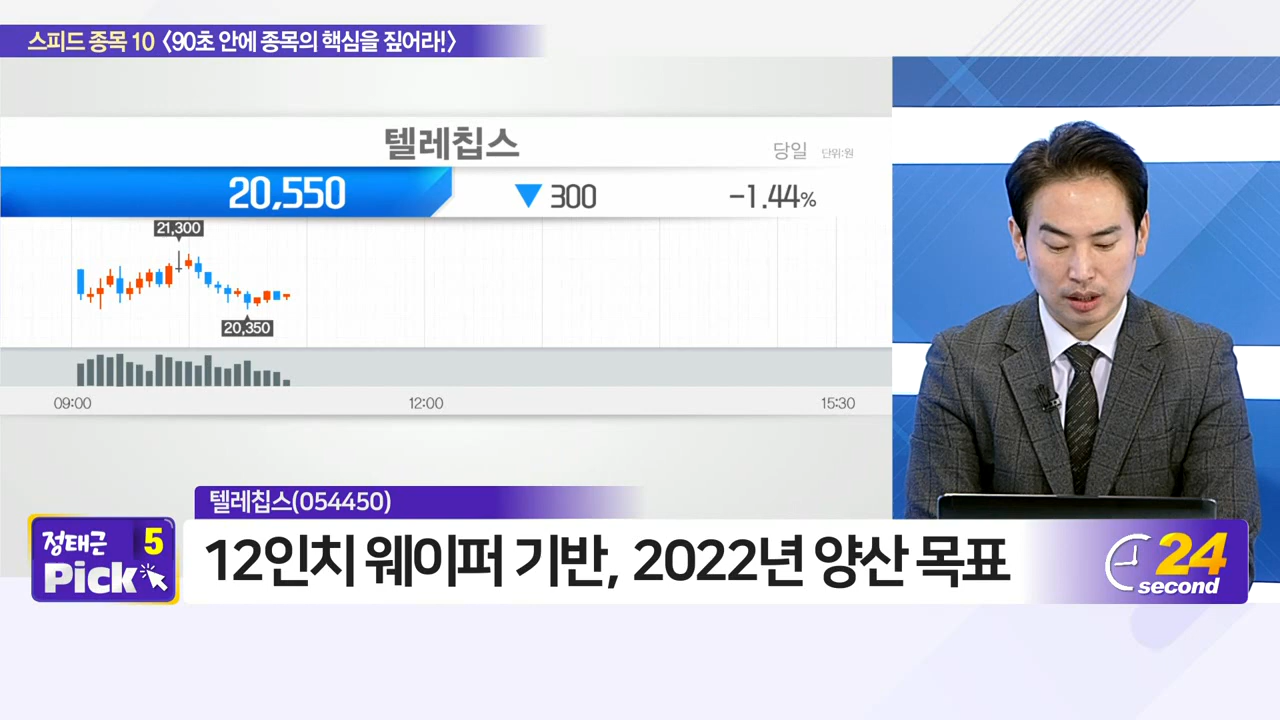 스피드 종목 10 〈90초 안에 종목의 핵심을 짚어라!〉
텔레칩스
당일 단위:원
20,550 ▼ 300 -1.44%
21,300
20,350
09:00 12:00 15:30
텔레칩스(054450)
정태근 5
Pick
12인치 웨이퍼 기반, 2022년 양산 목표
24
second